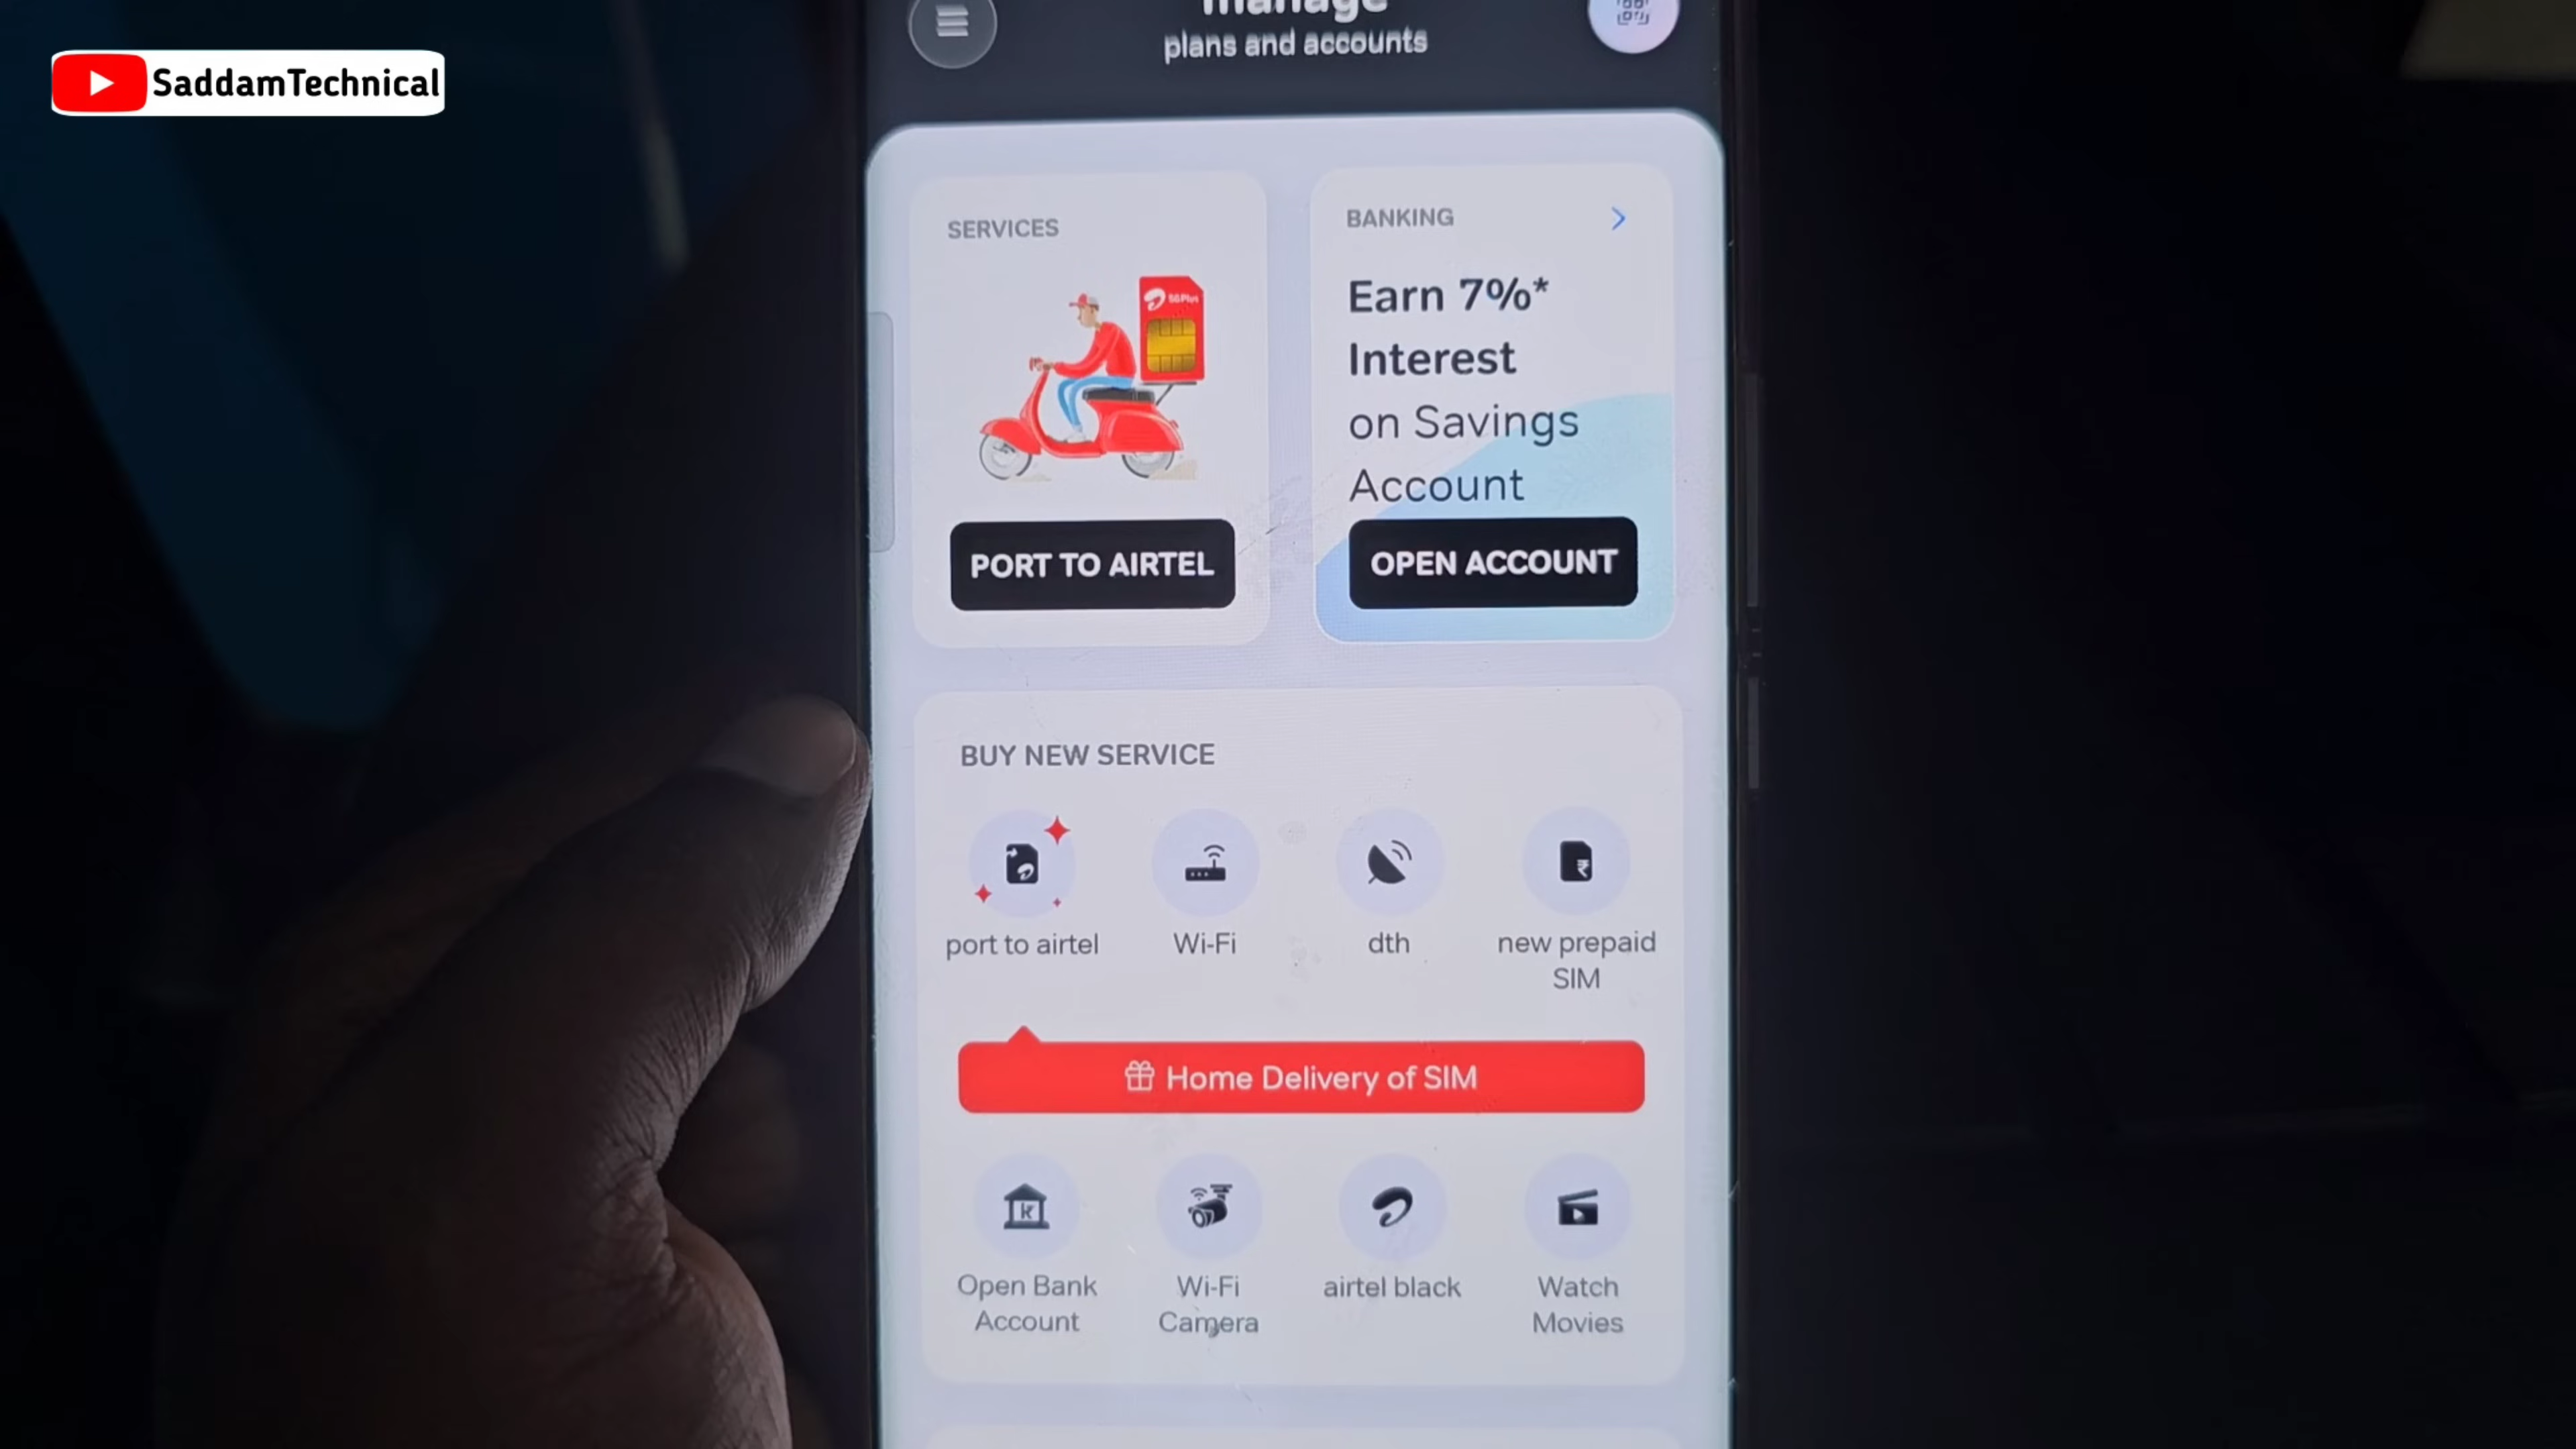 SaddamTechnical
manage
plans and accounts
SERVICES
5G Plus
PORT TO AIRTEL
BANKING
Earn 7%*
Interest
on Savings
Account
OPEN ACCOUNT
BUY NEW SERVICE
port to airtel
Wi-Fi
dth
new prepaid
SIM
Home Delivery of SIM
Open Bank
Account
Wi-Fi
Camera
airtel black
Watch
Movies